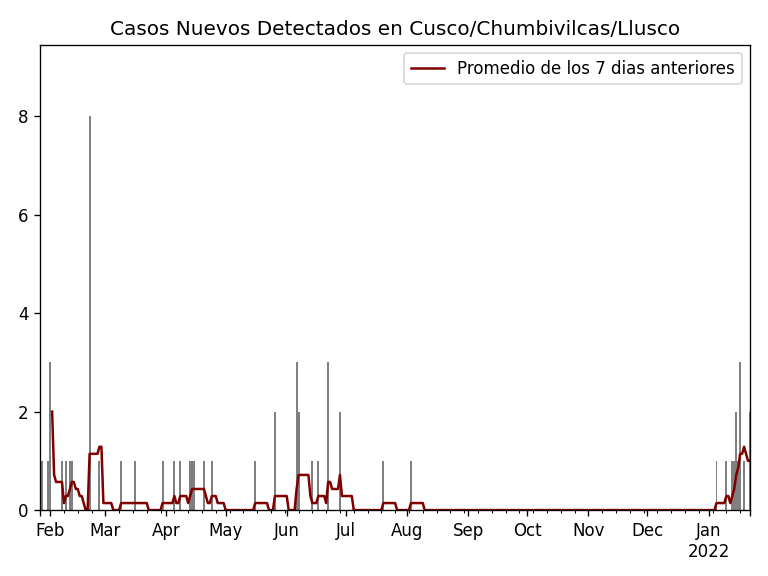 Casos Nuevos Detectados en Cusco/Chumbivilcas/Llusco
Promedio de los 7 dias anteriores
8
6
4
2
0
Feb Mar Apr May Jun Jul Aug Sep Oct Nov Dec Jan
2022